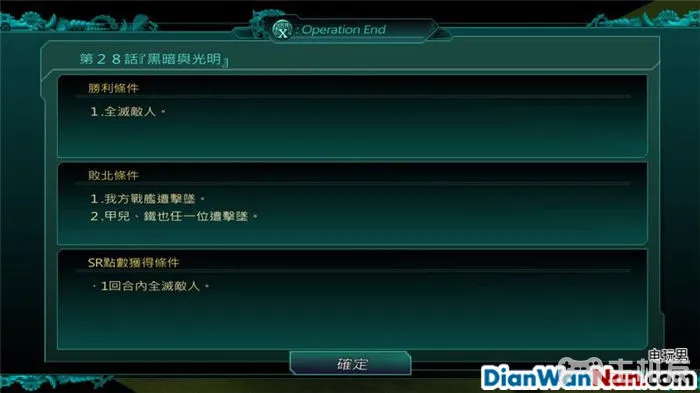 X : Operation End
第２８話『黑暗與光明』
勝利條件
１.全滅敵人。
敗北條件
１.我方戰艦遭擊墜。
２.甲兒、鐵也任一位遭擊墜。
SR點數獲得條件
．1回合內全滅敵人。
確定
电玩男
DianWanNan.com